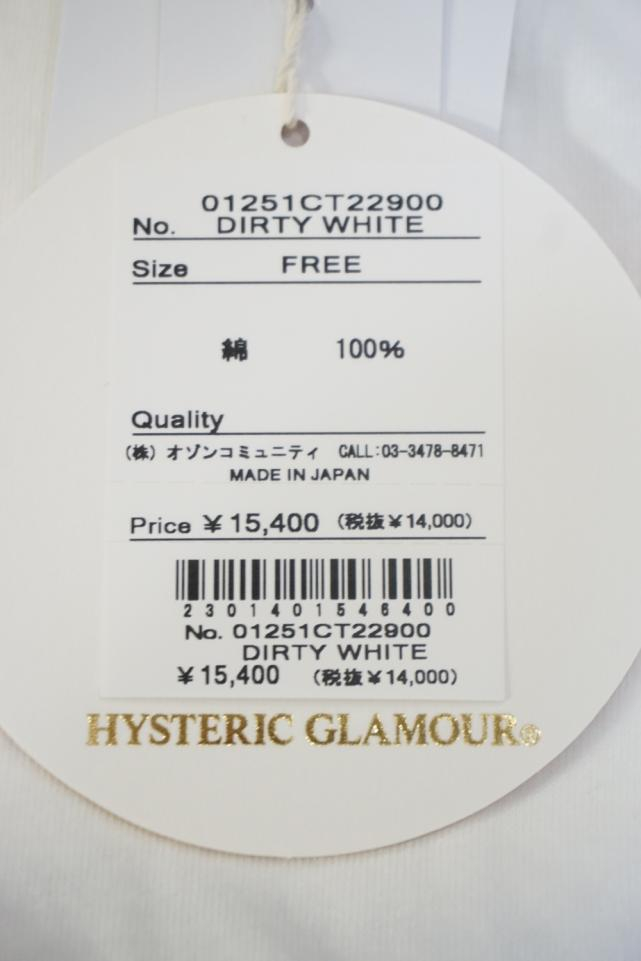 01251CT22900
No. DIRTY WHITE
Size FREE
綿 100%
Quality
(株) オゾンコミュニティ CALL:03-3478-8471
MADE IN JAPAN
Price ¥15,400 (税抜¥14,000)
2301401546400
No. 01251CT22900
DIRTY WHITE
¥15,400 (税抜¥14,000)
HYSTERIC GLAMOUR®